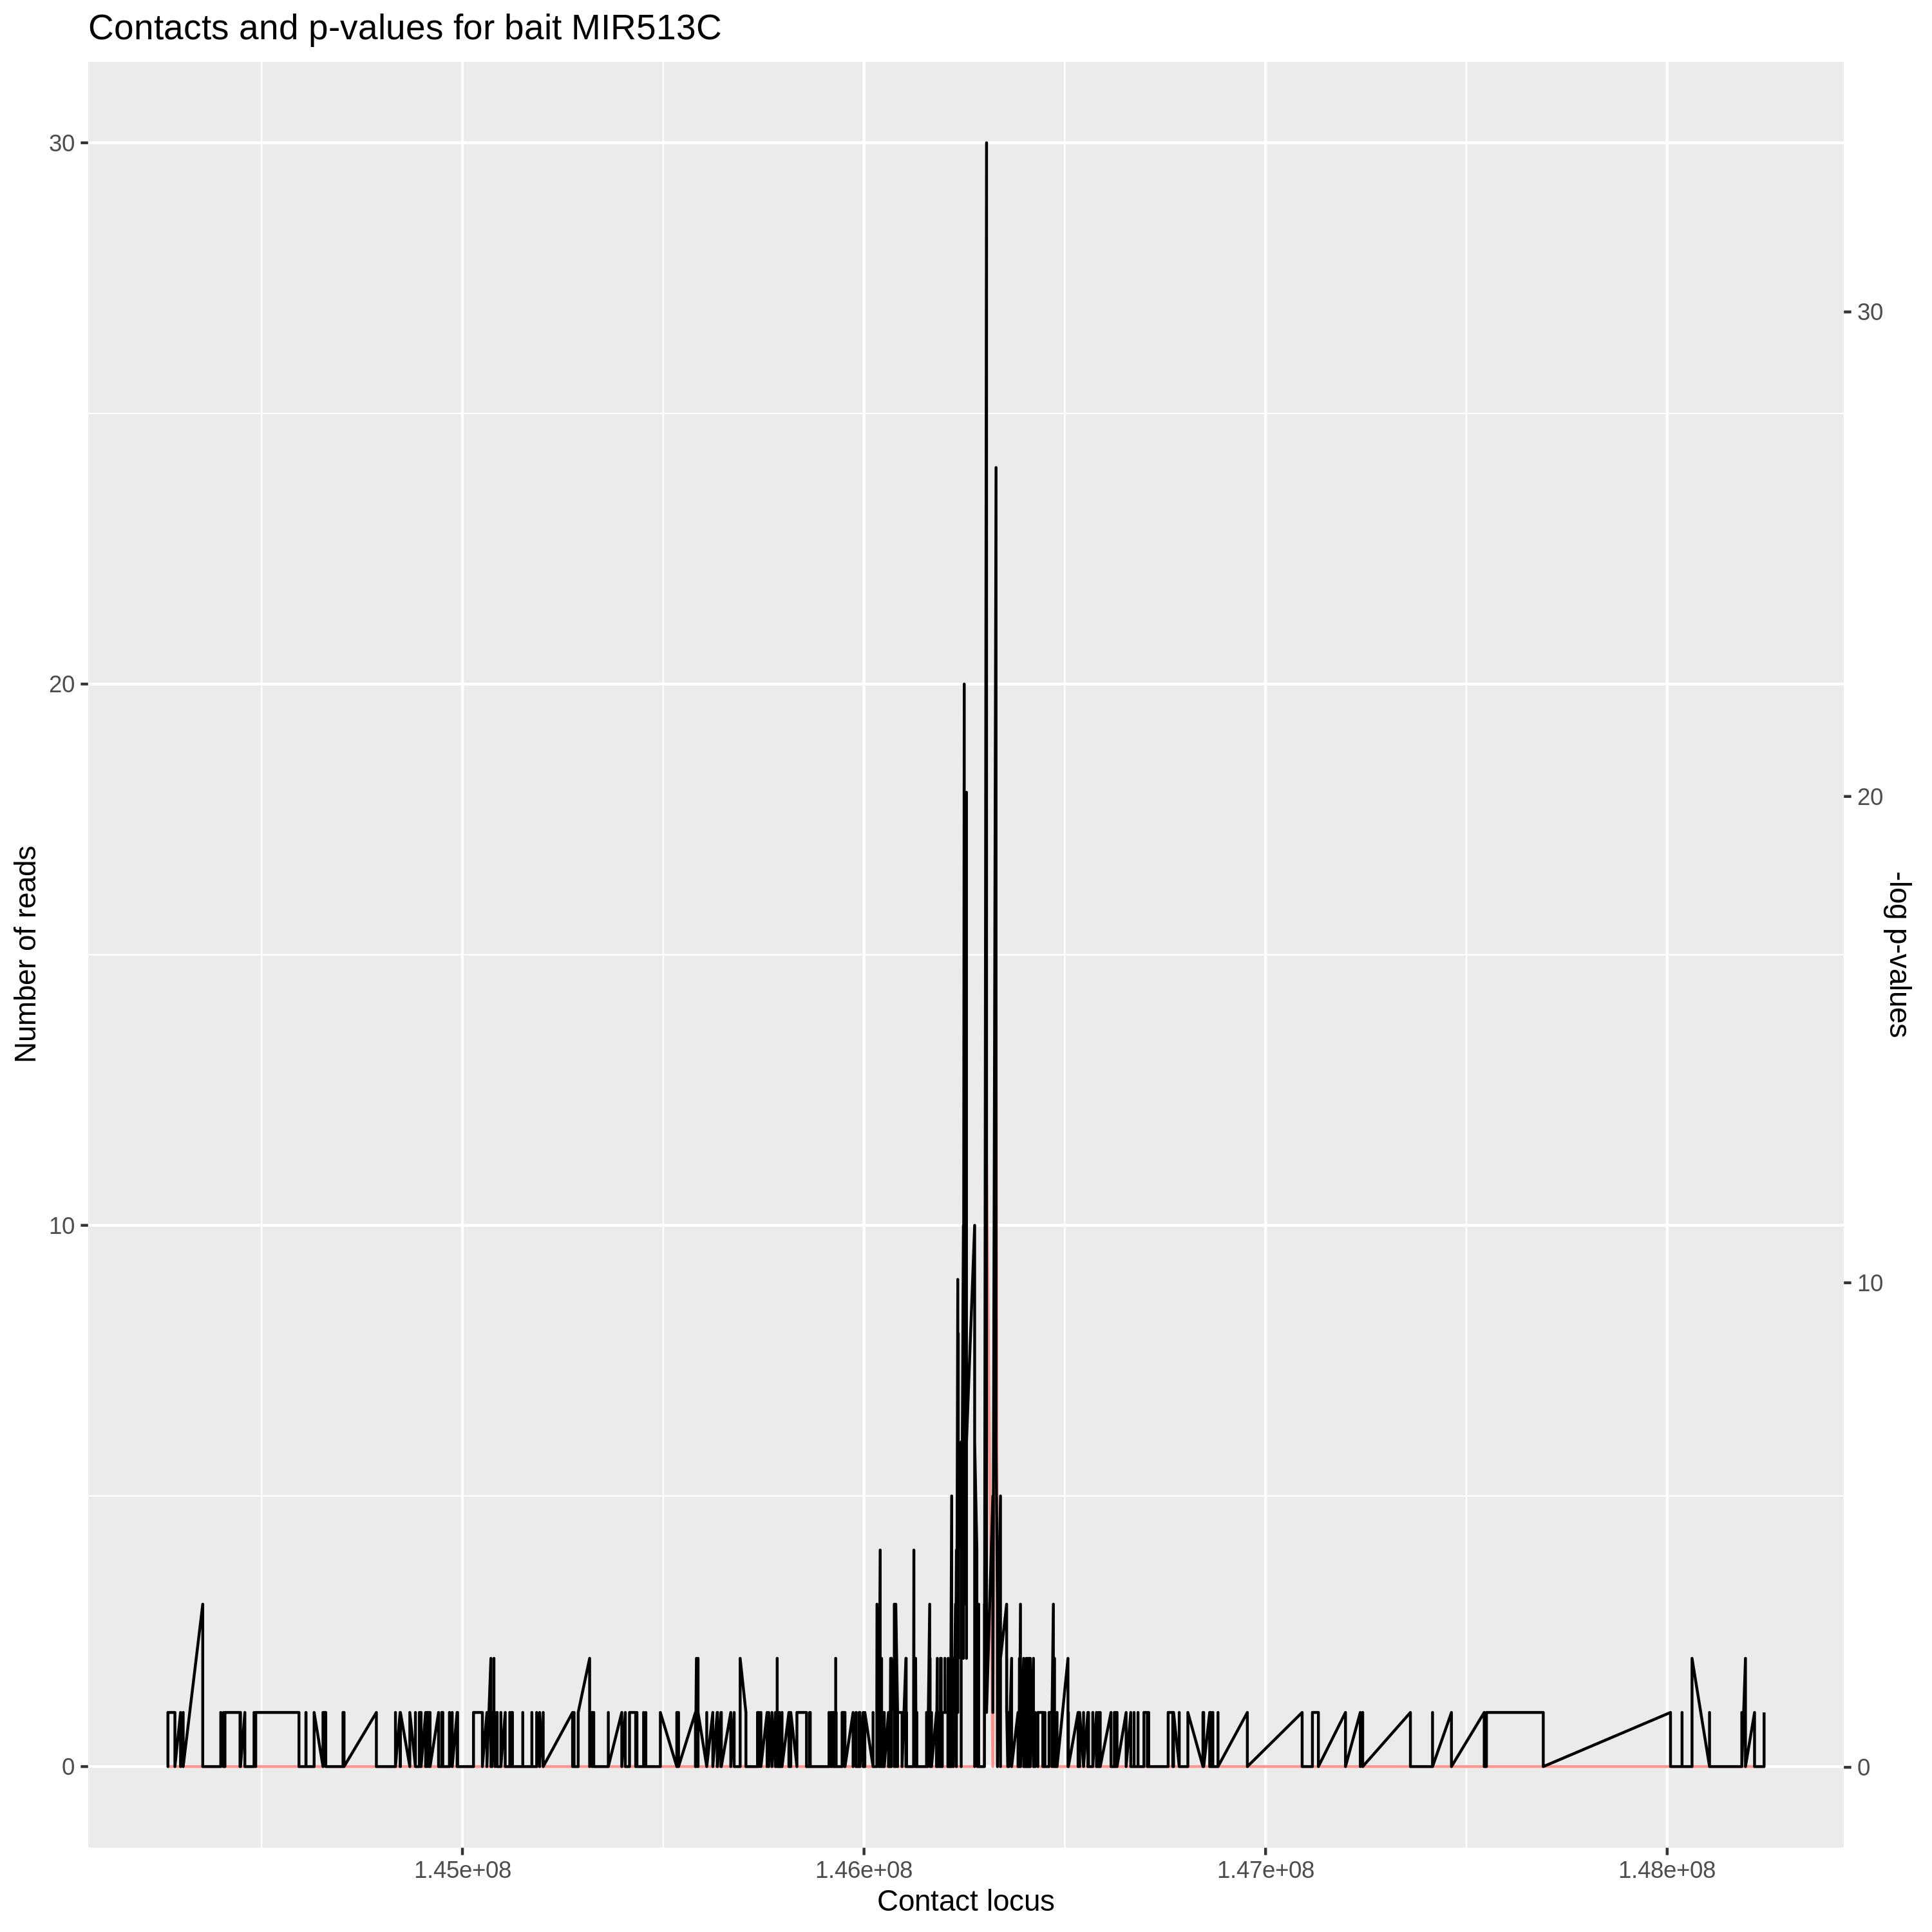 Contacts and p-values for bait MIR513C
30
20
10
0
Number of reads
30
20
10
0
-log p-values
1.45e+08 1.46e+08 1.47e+08 1.48e+08
Contact locus